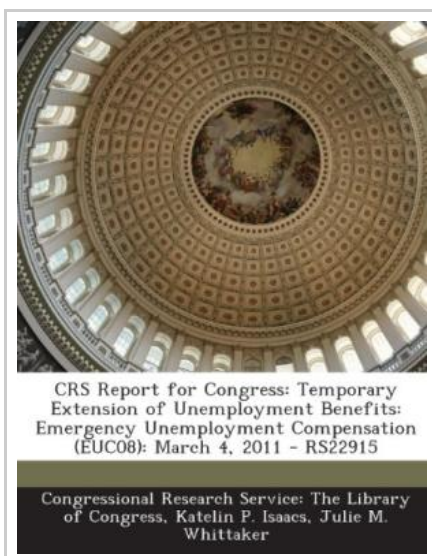 CRS Report for Congress: Temporary
Extension of Unemployment Benefits:
Emergency Unemployment Compensation
(EUC08): March 4, 2011 - RS22915
Congressional Research Service: The Library
of Congress, Katelin P. Isaacs, Julie M.
Whittaker